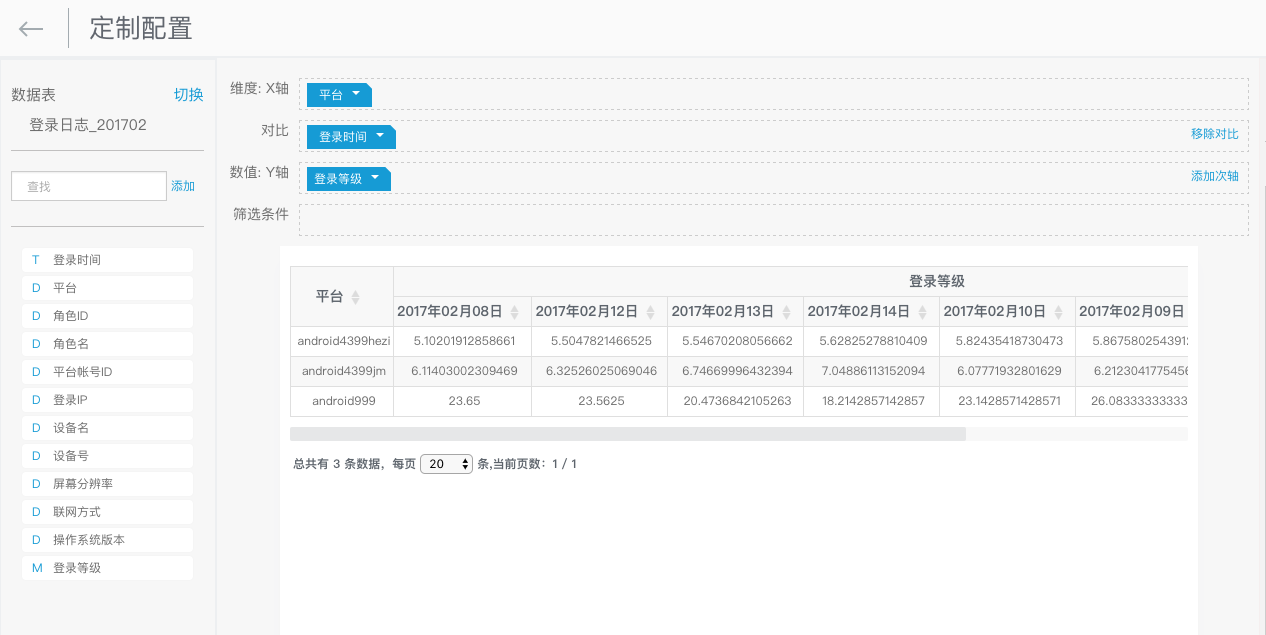 定制配置
数据表 切换
登录日志_201702
查找 添加
T 登录时间
D 平台
D 角色ID
D 角色名
D 平台帐号ID
D 登录IP
D 设备名
D 设备号
D 屏幕分辨率
D 联网方式
D 操作系统版本
M 登录等级
维度: X轴 平台
对比 登录时间 移除对比
数值: Y轴 登录等级 添加次轴
筛选条件
平台 登录等级
2017年02月08日 2017年02月12日 2017年02月13日 2017年02月14日 2017年02月10日 2017年02月09日
android4399hezi 5.10201912858661 5.5047821466525 5.54670208056662 5.62825278810409 5.82435418730473 5.8675802543912
android4399jm 6.11403002309469 6.32526025069046 6.74669996432394 7.04886113152094 6.07771932801629 6.2123041775456
android999 23.65 23.5625 20.4736842105263 18.2142857142857 23.1428571428571 26.083333333333
总共有 3 条数据，每页 20 条,当前页数：1 / 1